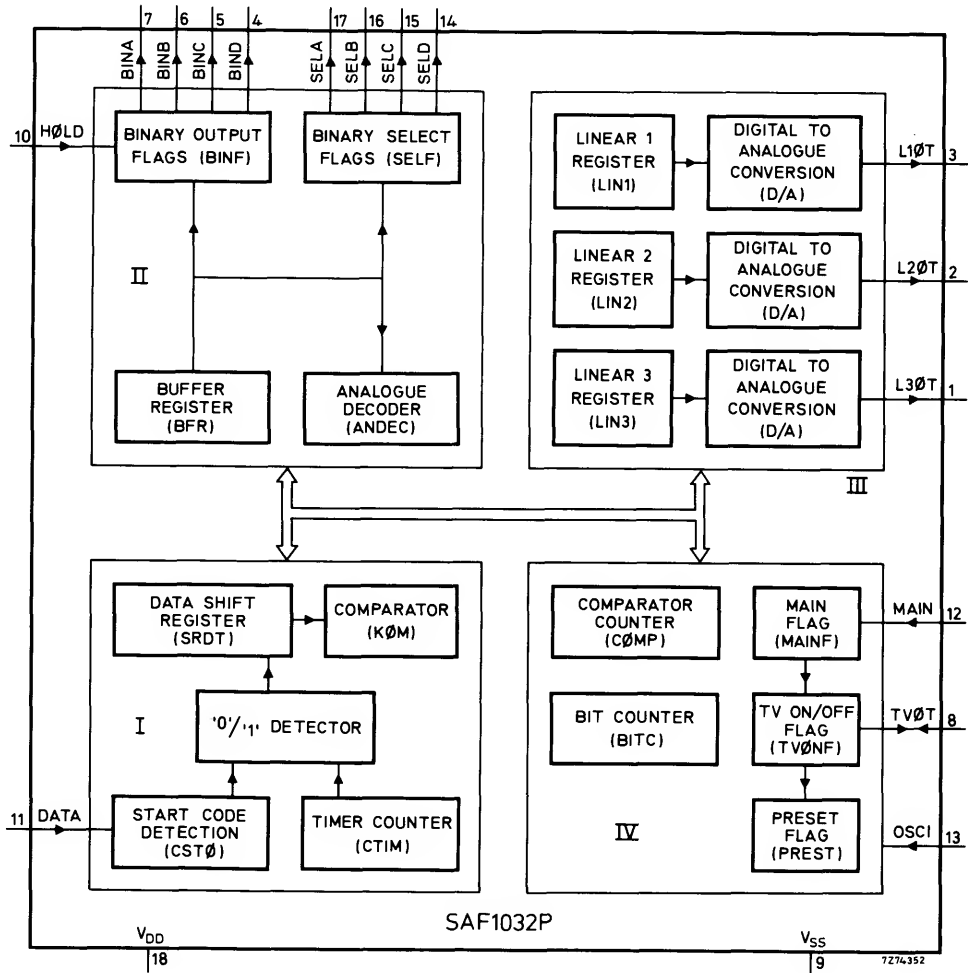 7
6
5
4
17
16
15
14
BINA
BINB
BINC
BIND
SELA
SELB
SELC
SELD
10
HØLD
BINARY OUTPUT
FLAGS (BINF)
BINARY SELECT
FLAGS (SELF)
II
BUFFER
REGISTER
(BFR)
ANALOGUE
DECODER
(ANDEC)
LINEAR 1
REGISTER
(LIN1)
DIGITAL TO
ANALOGUE
CONVERSION
(D/A)
L1ØT
3
LINEAR 2
REGISTER
(LIN2)
DIGITAL TO
ANALOGUE
CONVERSION
(D/A)
L2ØT
2
LINEAR 3
REGISTER
(LIN3)
DIGITAL TO
ANALOGUE
CONVERSION
(D/A)
L3ØT
1
III
DATA SHIFT
REGISTER
(SRDT)
COMPARATOR
(KØM)
I
'0'/'1' DETECTOR
11
DATA
START CODE
DETECTION
(CSTØ)
TIMER COUNTER
(CTIM)
COMPARATOR
COUNTER
(CØMP)
MAIN
FLAG
(MAINF)
MAIN
12
BIT COUNTER
(BITC)
TV ON/OFF
FLAG
(TVØNF)
TVØT
8
IV
PRESET
FLAG
(PREST)
OSCI
13
SAF1032P
VDD
18
VSS
9
7Z74352